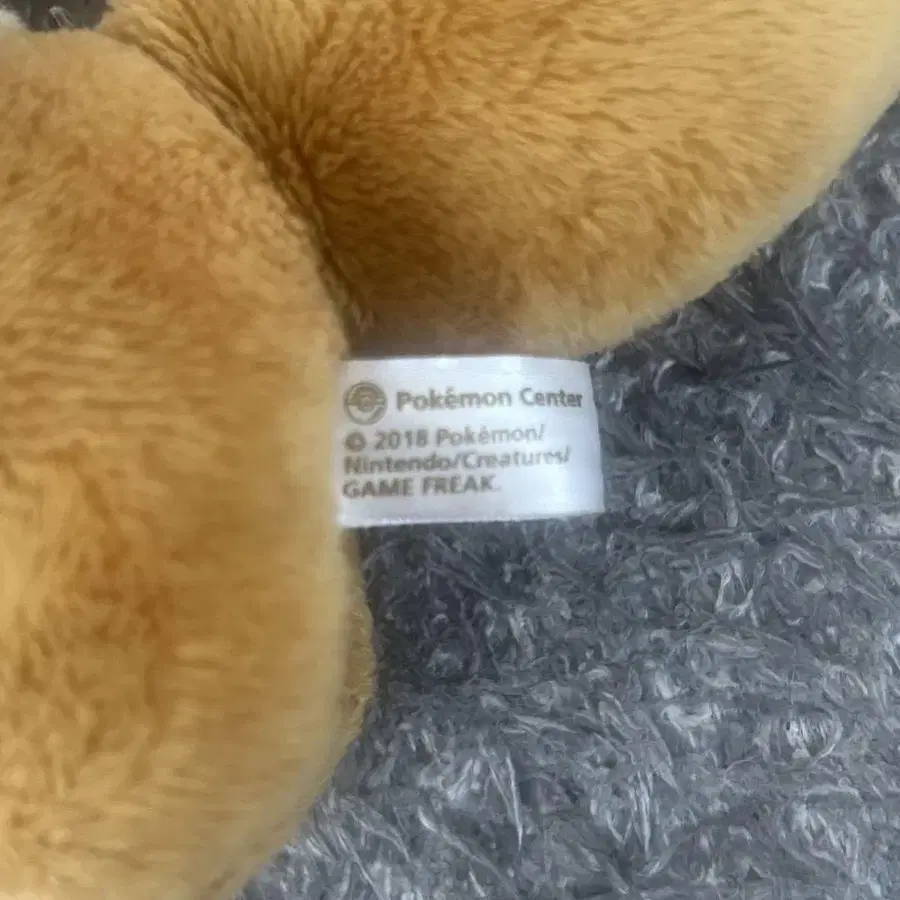 Pokémon Center
© 2018 Pokémon/
Nintendo/Creatures/
GAME FREAK.